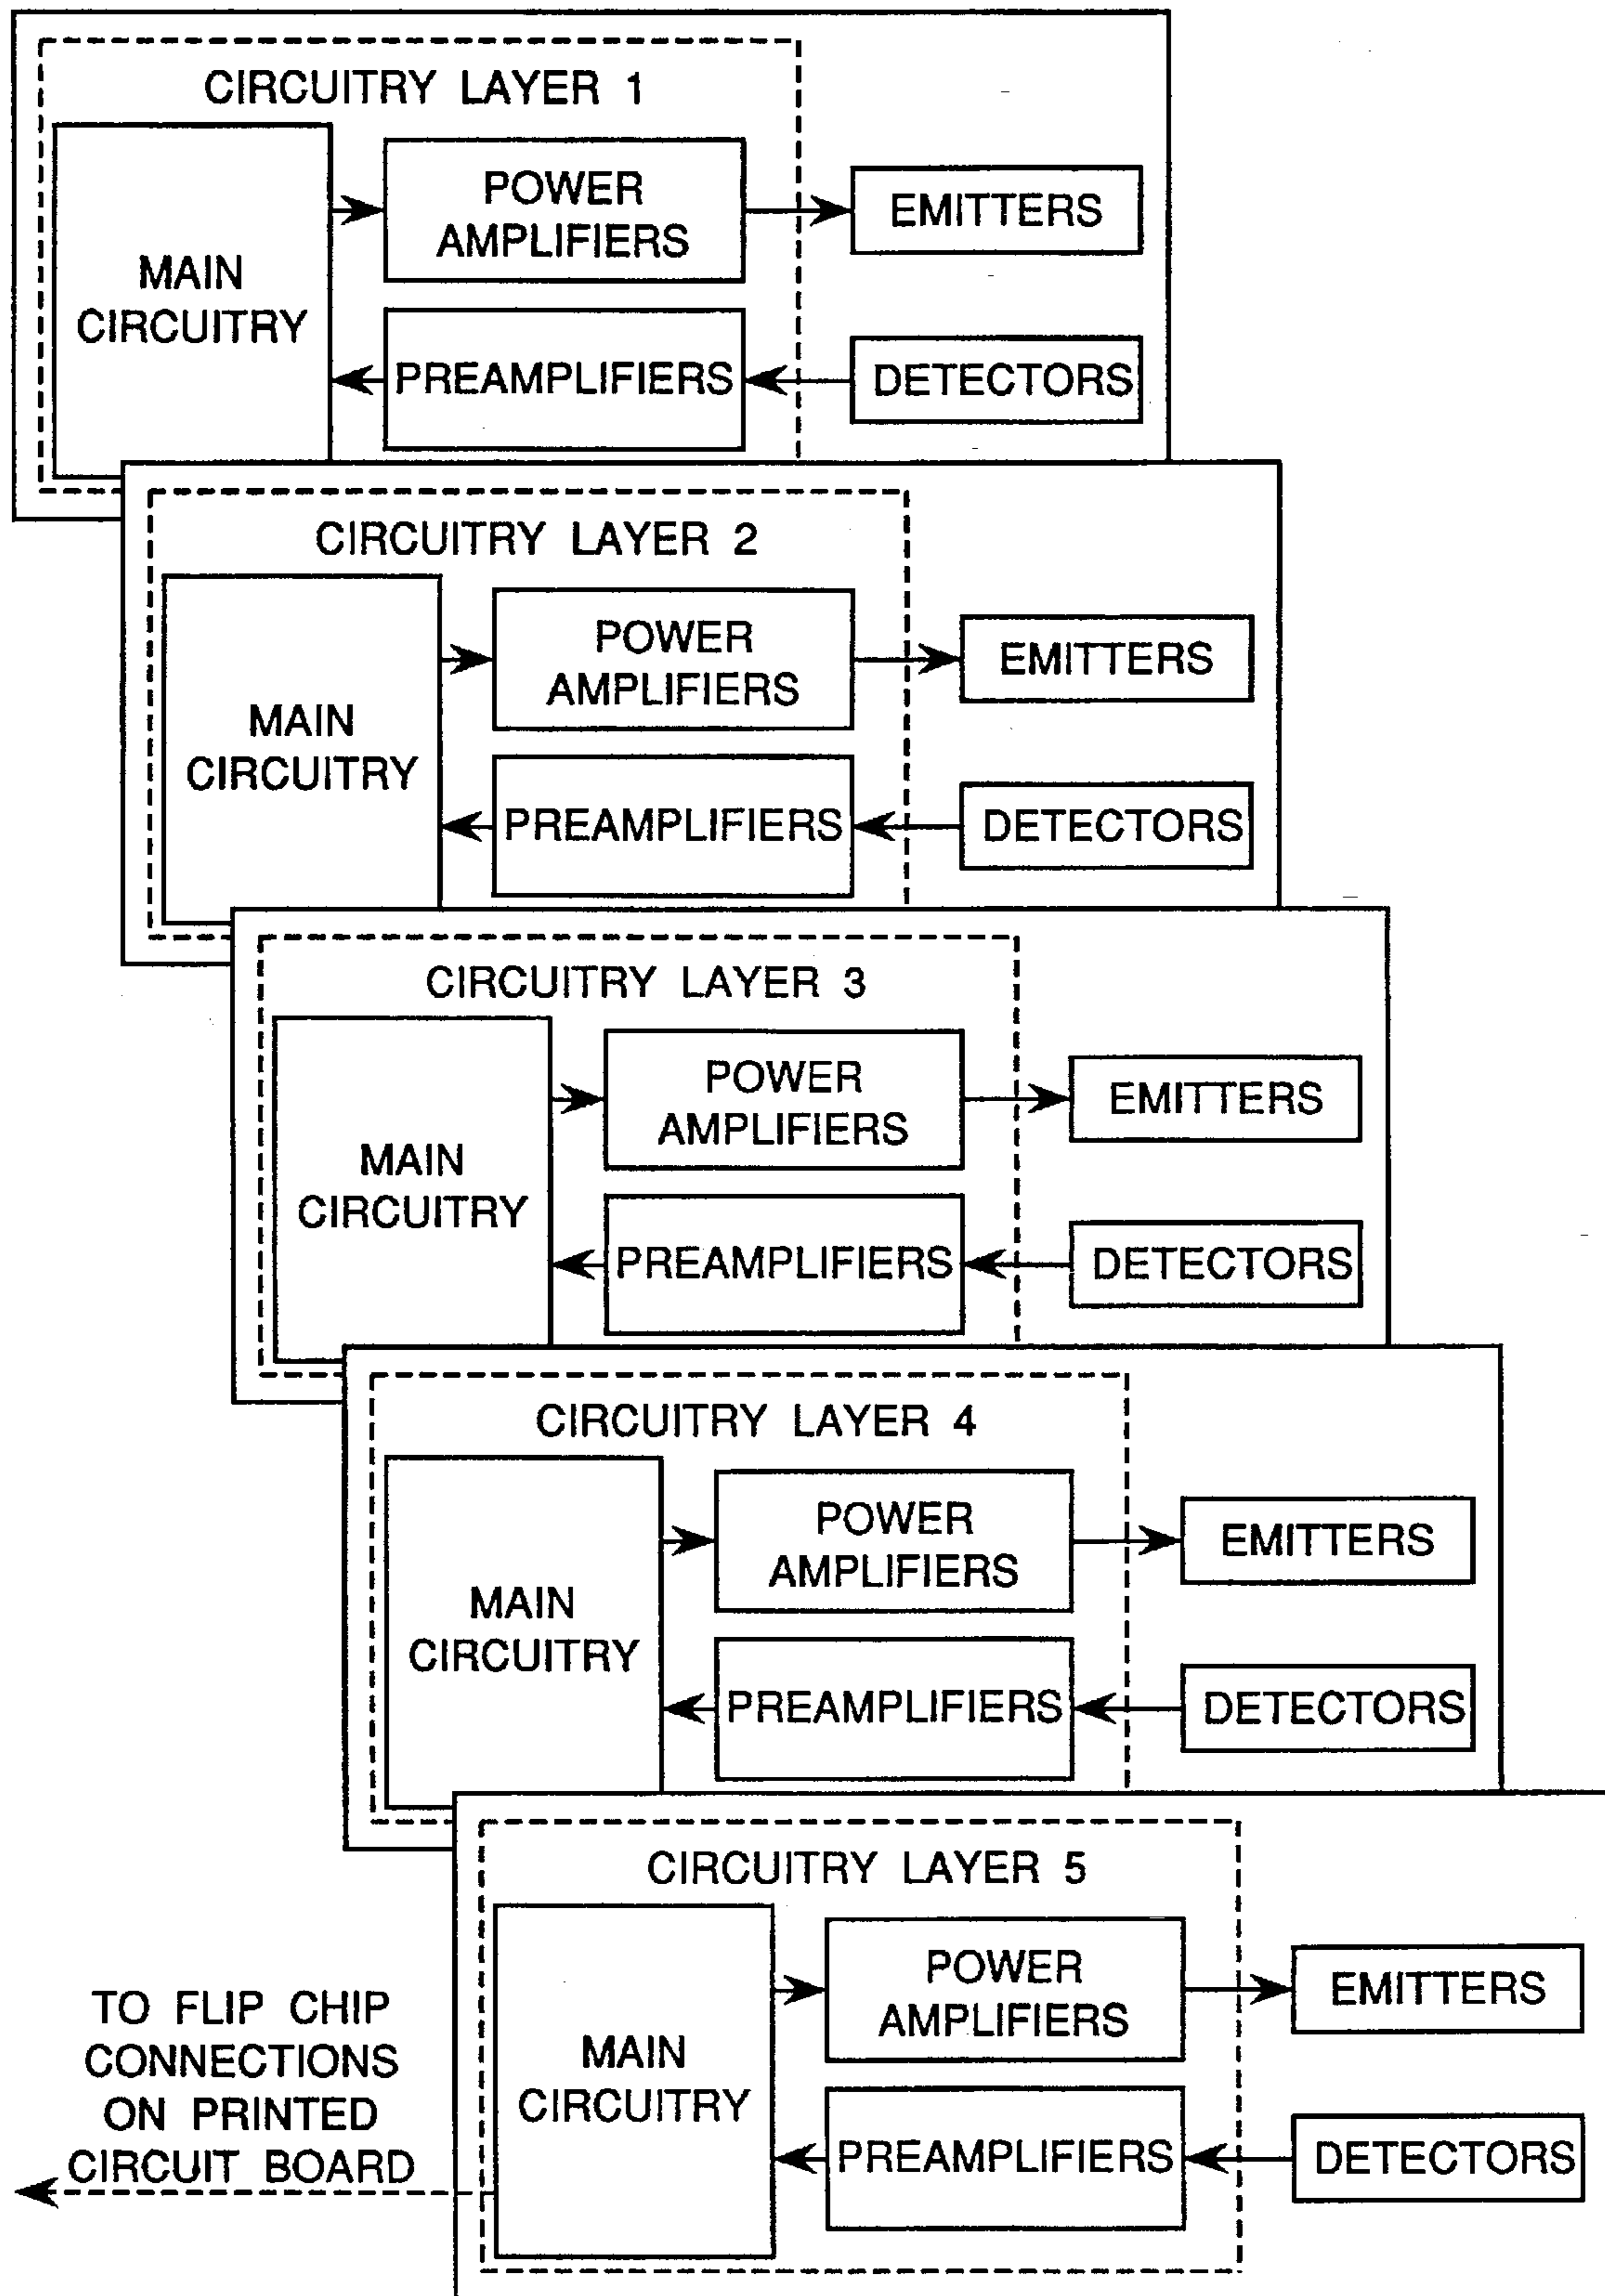 CIRCUITRY LAYER 1
POWER
AMPLIFIERS
EMITTERS
MAIN
CIRCUITRY
PREAMPLIFIERS
DETECTORS
CIRCUITRY LAYER 2
POWER
AMPLIFIERS
EMITTERS
MAIN
CIRCUITRY
PREAMPLIFIERS
DETECTORS
CIRCUITRY LAYER 3
POWER
AMPLIFIERS
EMITTERS
MAIN
CIRCUITRY
PREAMPLIFIERS
DETECTORS
CIRCUITRY LAYER 4
POWER
AMPLIFIERS
EMITTERS
MAIN
CIRCUITRY
PREAMPLIFIERS
DETECTORS
CIRCUITRY LAYER 5
POWER
AMPLIFIERS
EMITTERS
MAIN
CIRCUITRY
PREAMPLIFIERS
DETECTORS
TO FLIP CHIP
CONNECTIONS
ON PRINTED
CIRCUIT BOARD